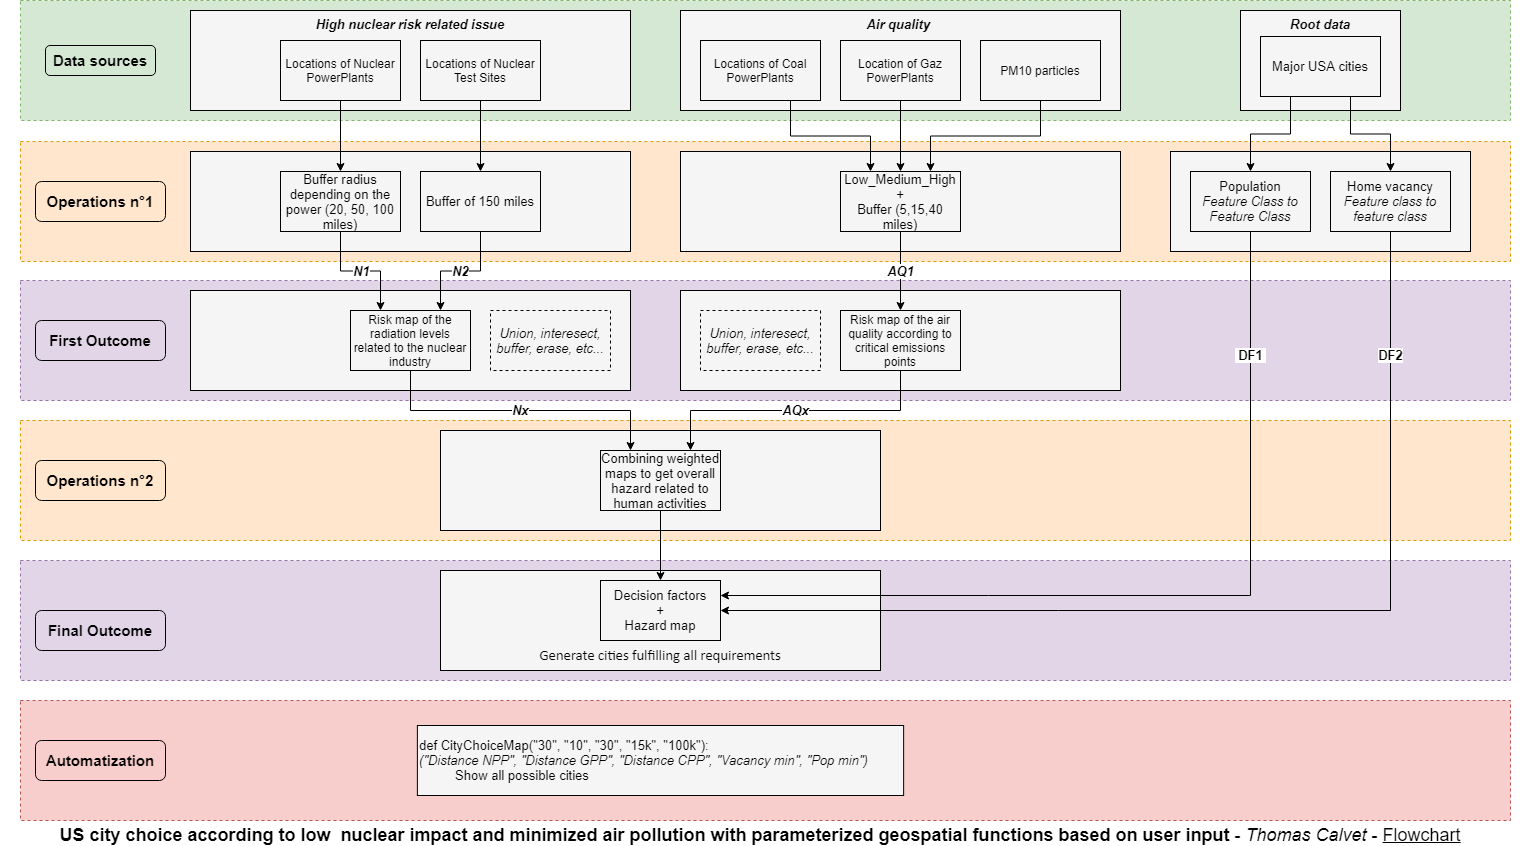 High nuclear risk related issue
Air quality
Root data
Data sources
Locations of Nuclear
PowerPlants
Locations of Nuclear
Test Sites
Locations of Coal
PowerPlants
Location of Gaz
PowerPlants
PM10 particles
Major USA cities
Operations n°1
Buffer radius
depending on the
power (20, 50, 100
miles)
Buffer of 150 miles
Low_Medium_High
+
Buffer (5,15,40
miles)
Population
Feature Class to
Feature Class
Home vacancy
Feature class to
feature class
N1
N2
AQ1
First Outcome
Risk map of the
radiation levels
related to the nuclear
industry
Union, interesect,
buffer, erase, etc...
Union, interesect,
buffer, erase, etc...
Risk map of the air
quality according to
critical emissions
points
DF1
DF2
Nx
AQx
Operations n°2
Combining weighted
maps to get overall
hazard related to
human activities
Final Outcome
Decision factors
+
Hazard map
Generate cities fulfilling all requirements
Automatization
def CityChoiceMap("30", "10", "30", "15k", "100k"):
("Distance NPP", "Distance GPP", "Distance CPP", "Vacancy min", "Pop min")
Show all possible cities
US city choice according to low  nuclear impact and minimized air pollution with parameterized geospatial functions based on user input - Thomas Calvet - Flowchart